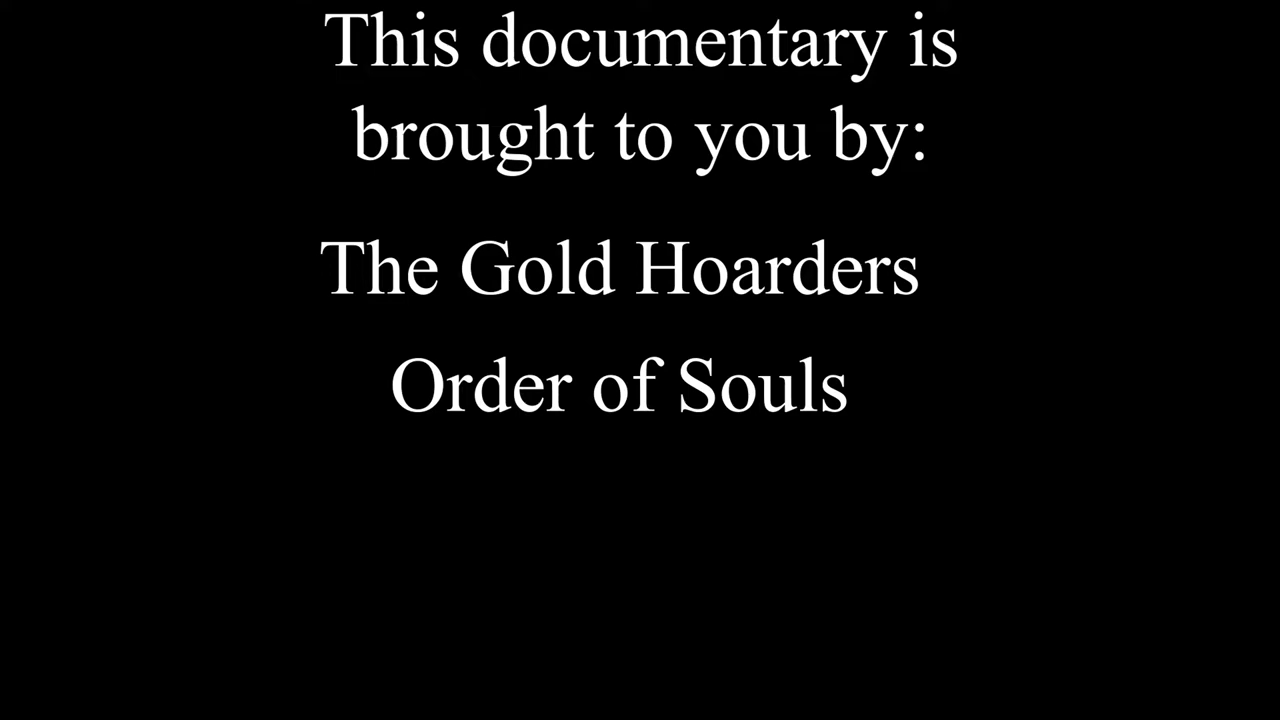 This documentary is
brought to you by:
The Gold Hoarders
Order of Souls